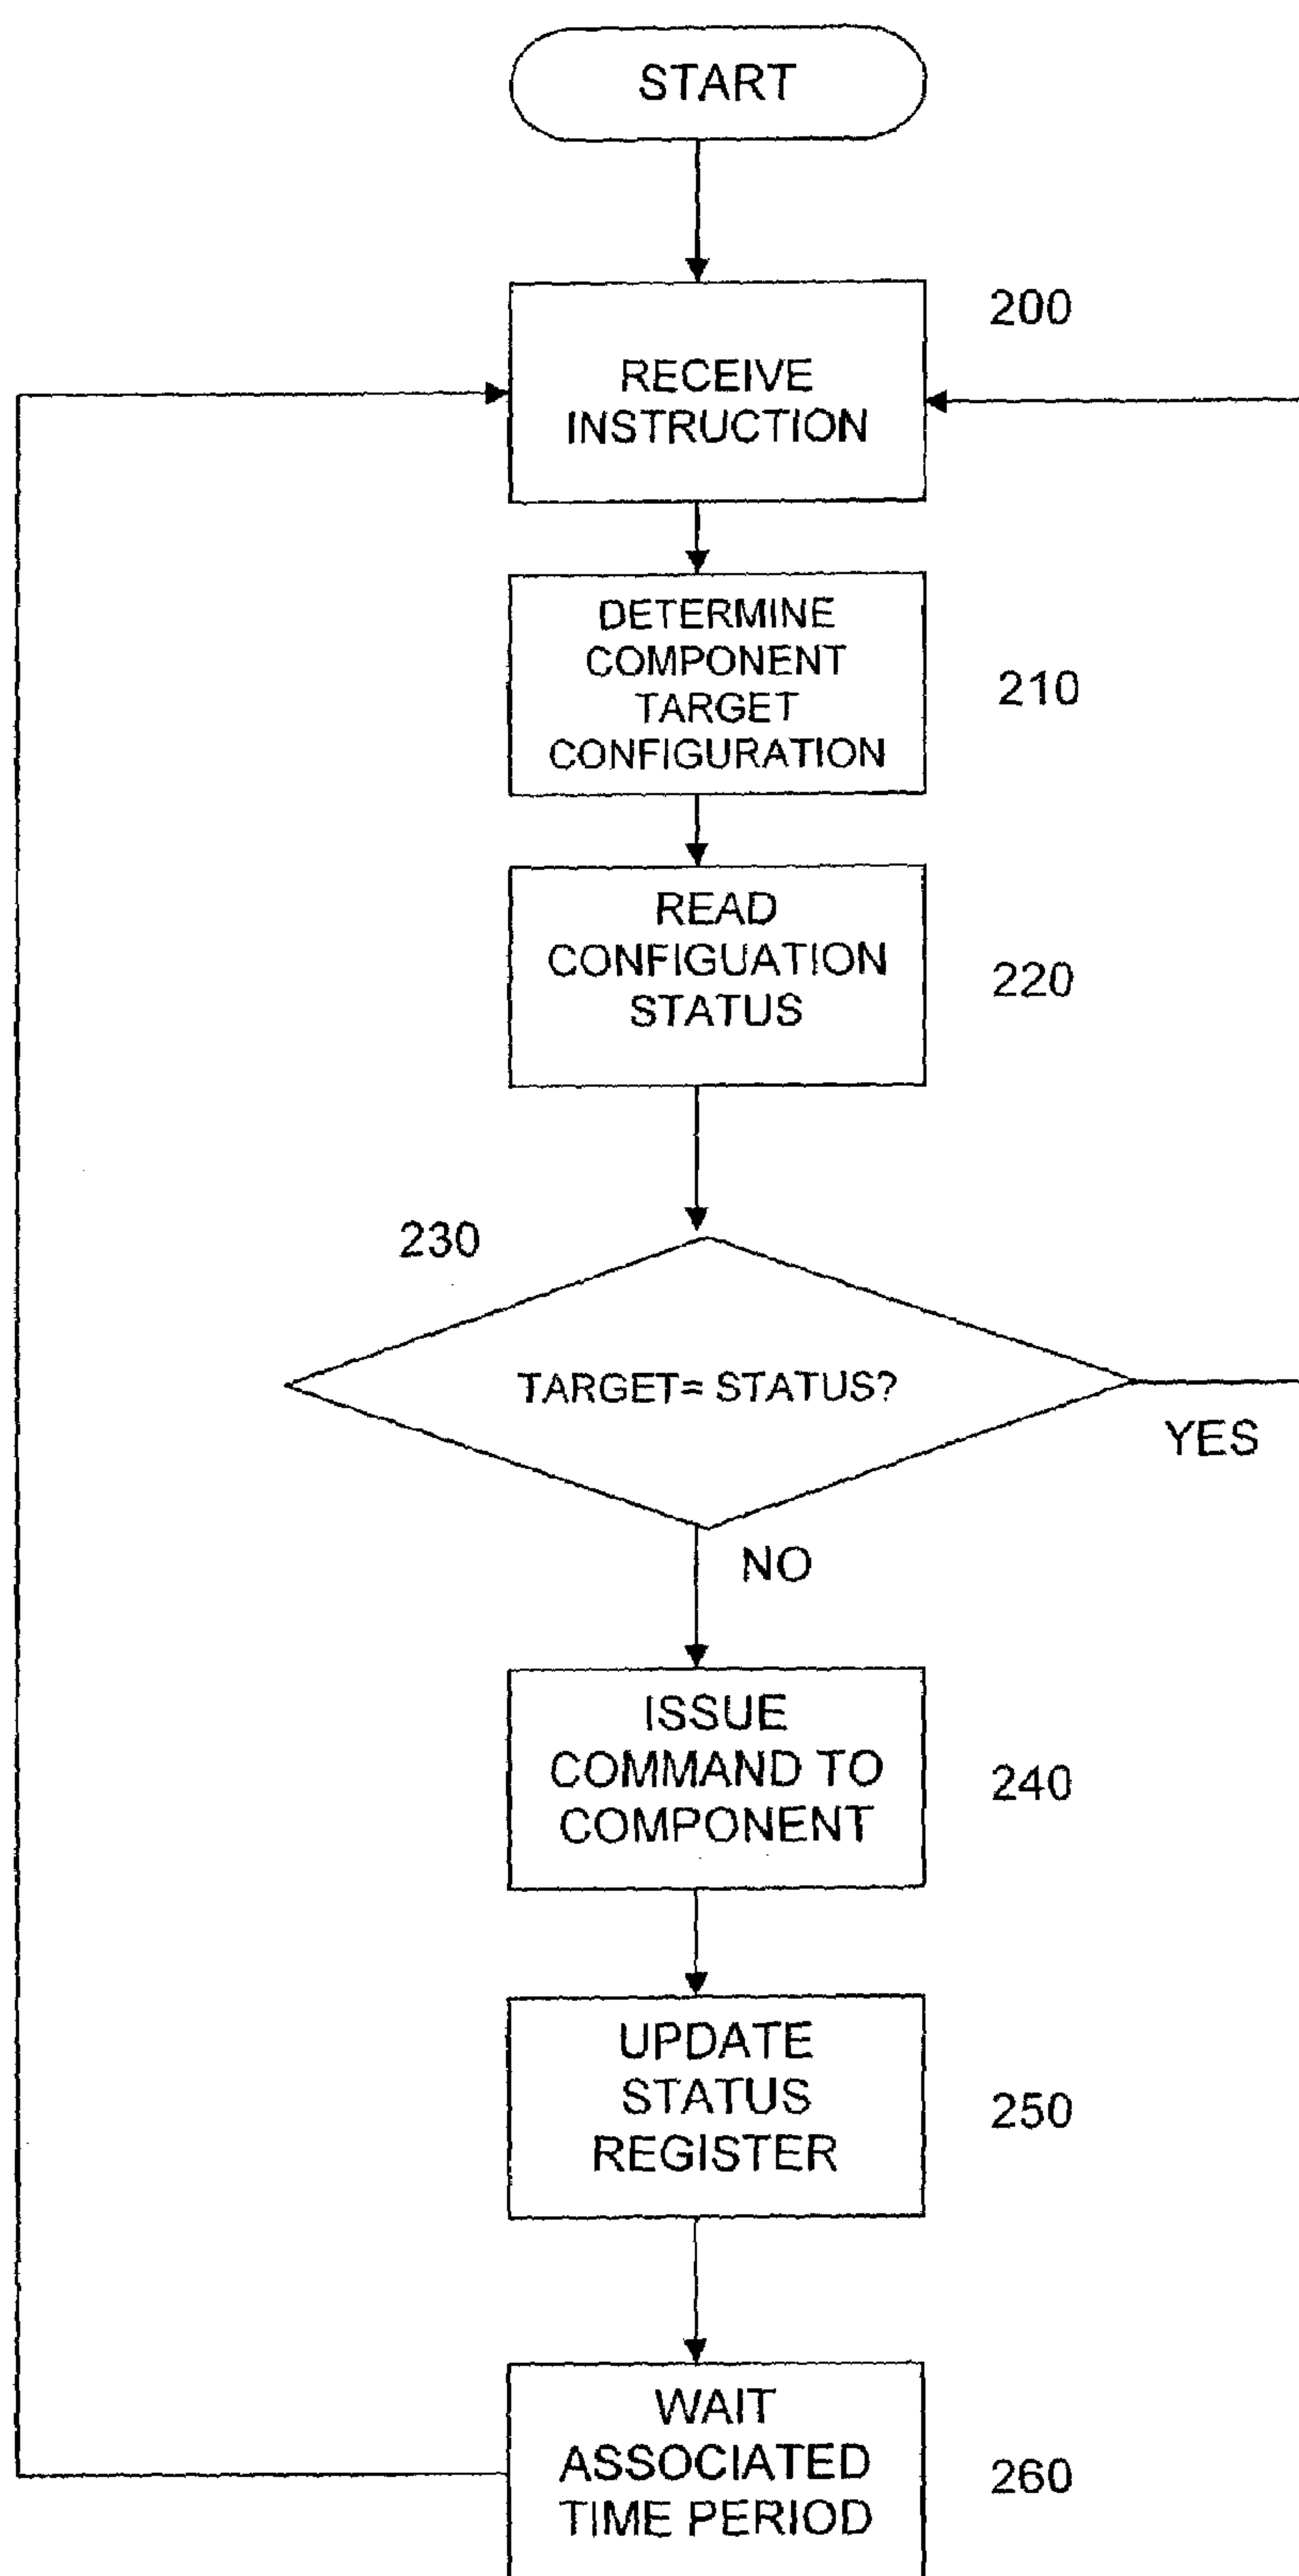 START
200
RECEIVE
INSTRUCTION
DETERMINE
COMPONENT
TARGET
CONFIGURATION
210
READ
CONFIGUATION
STATUS
220
230
TARGET= STATUS?
YES
NO
ISSUE
COMMAND TO
COMPONENT
240
UPDATE
STATUS
REGISTER
250
WAIT
ASSOCIATED
TIME PERIOD
260